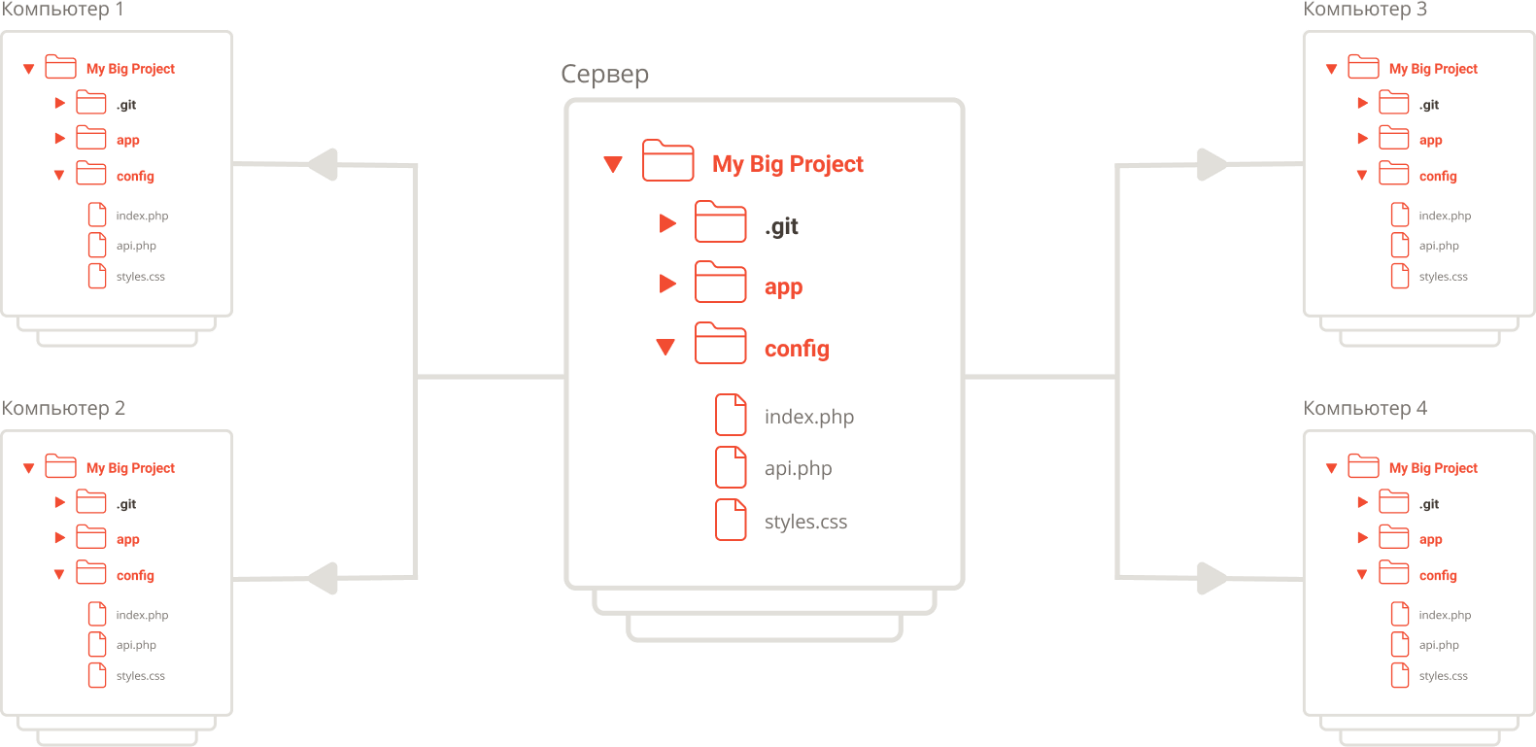 Компьютер 1
My Big Project
.git
app
config
index.php
api.php
styles.css
Компьютер 2
My Big Project
.git
app
config
index.php
api.php
styles.css
Сервер
My Big Project
.git
app
config
index.php
api.php
styles.css
Компьютер 3
My Big Project
.git
app
config
index.php
api.php
styles.css
Компьютер 4
My Big Project
.git
app
config
index.php
api.php
styles.css